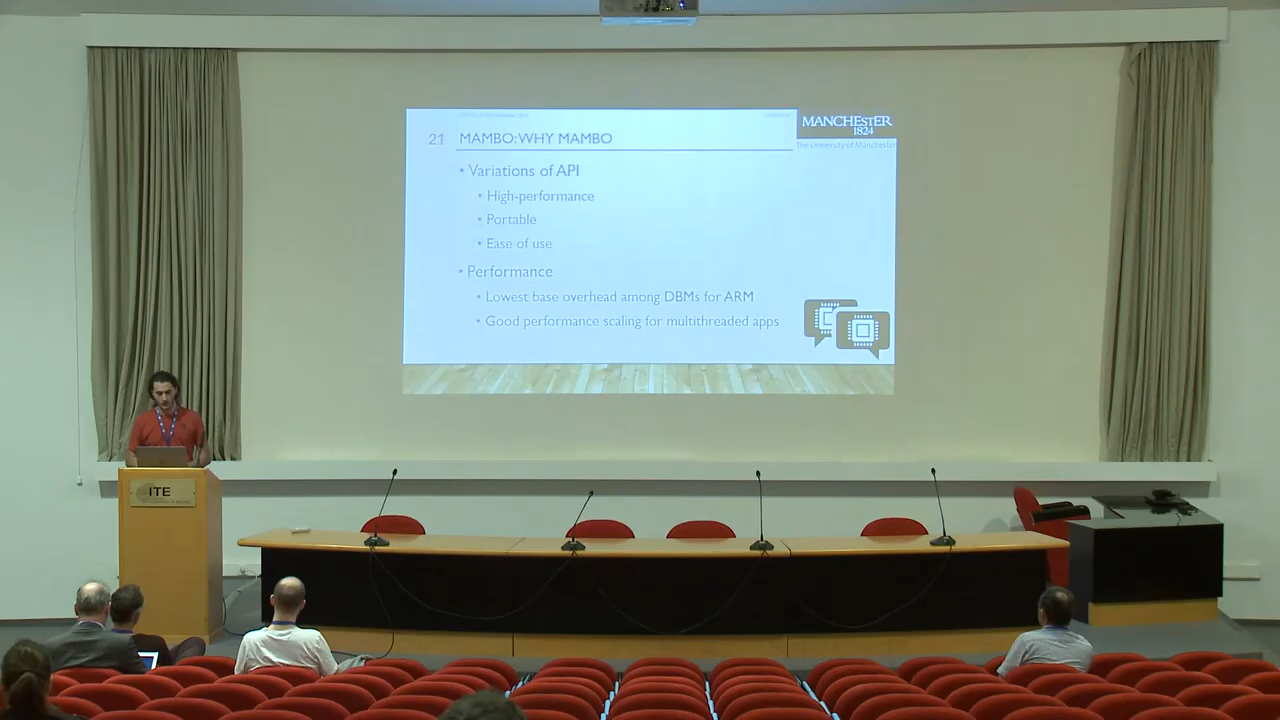 21 MAMBO: WHY MAMBO
MANCHESTER
1824
The University of Manchester
• Variations of API
• High-performance
• Portable
• Ease of use
• Performance
• Lowest base overhead among DBMs for ARM
• Good performance scaling for multithreaded apps
ITE